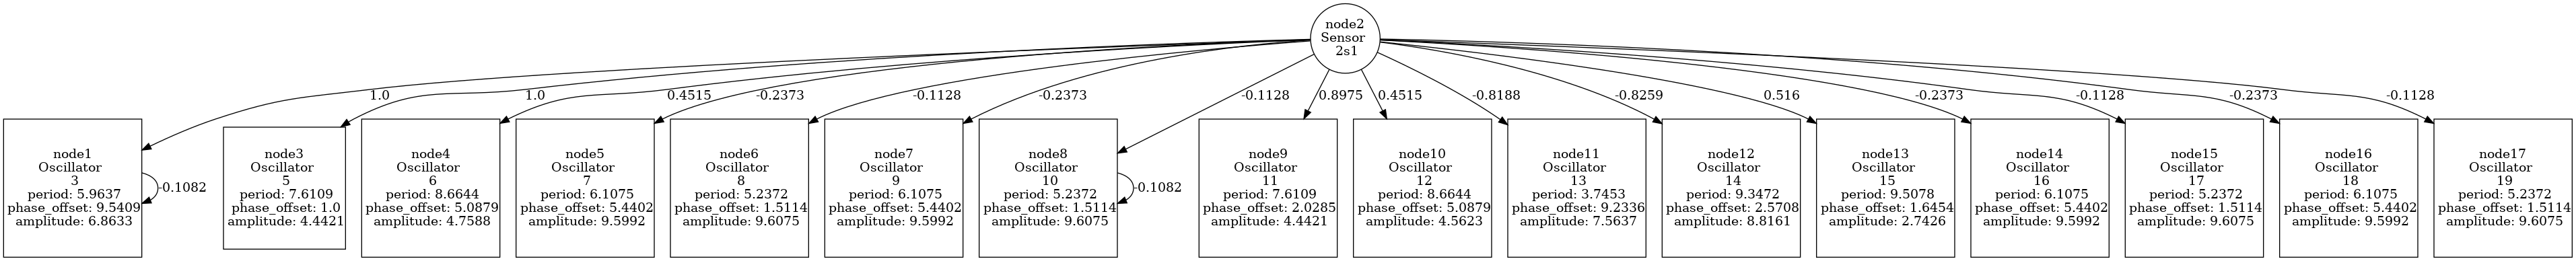 node2
Sensor
2s1
1.0
1.0
0.4515
-0.2373
-0.1128
-0.2373
-0.1128
0.8975
0.4515
-0.8188
-0.8259
0.516
-0.2373
-0.1128
-0.2373
-0.1128
node1
Oscillator
3
period: 5.9637
phase_offset: 9.5409
amplitude: 6.8633
-0.1082
node3
Oscillator
5
period: 7.6109
phase_offset: 1.0
amplitude: 4.4421
node4
Oscillator
6
period: 8.6644
phase_offset: 5.0879
amplitude: 4.7588
node5
Oscillator
7
period: 6.1075
phase_offset: 5.4402
amplitude: 9.5992
node6
Oscillator
8
period: 5.2372
phase_offset: 1.5114
amplitude: 9.6075
node7
Oscillator
9
period: 6.1075
phase_offset: 5.4402
amplitude: 9.5992
node8
Oscillator
10
period: 5.2372
phase_offset: 1.5114
amplitude: 9.6075
-0.1082
node9
Oscillator
11
period: 7.6109
phase_offset: 2.0285
amplitude: 4.4421
node10
Oscillator
12
period: 8.6644
phase_offset: 5.0879
amplitude: 4.5623
node11
Oscillator
13
period: 3.7453
phase_offset: 9.2336
amplitude: 7.5637
node12
Oscillator
14
period: 9.3472
phase_offset: 2.5708
amplitude: 8.8161
node13
Oscillator
15
period: 9.5078
phase_offset: 1.6454
amplitude: 2.7426
node14
Oscillator
16
period: 6.1075
phase_offset: 5.4402
amplitude: 9.5992
node15
Oscillator
17
period: 5.2372
phase_offset: 1.5114
amplitude: 9.6075
node16
Oscillator
18
period: 6.1075
phase_offset: 5.4402
amplitude: 9.5992
node17
Oscillator
19
period: 5.2372
phase_offset: 1.5114
amplitude: 9.6075